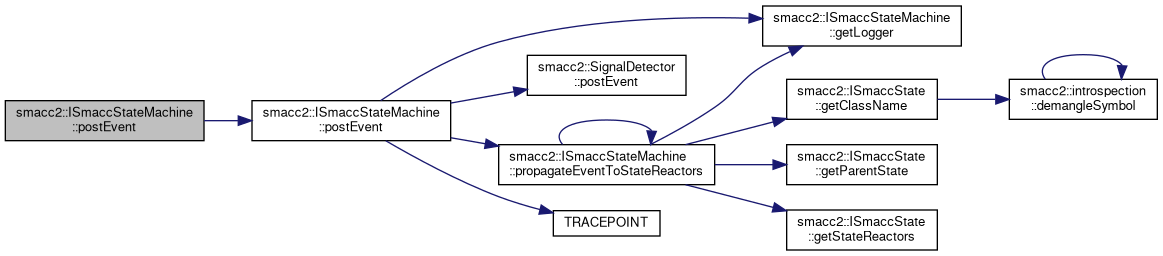 smacc2::ISmaccStateMachine
::postEvent
smacc2::ISmaccStateMachine
::postEvent
smacc2::ISmaccStateMachine
::getLogger
smacc2::SignalDetector
::postEvent
smacc2::ISmaccStateMachine
::propagateEventToStateReactors
TRACEPOINT
smacc2::ISmaccState
::getClassName
smacc2::ISmaccState
::getParentState
smacc2::ISmaccState
::getStateReactors
smacc2::introspection
::demangleSymbol